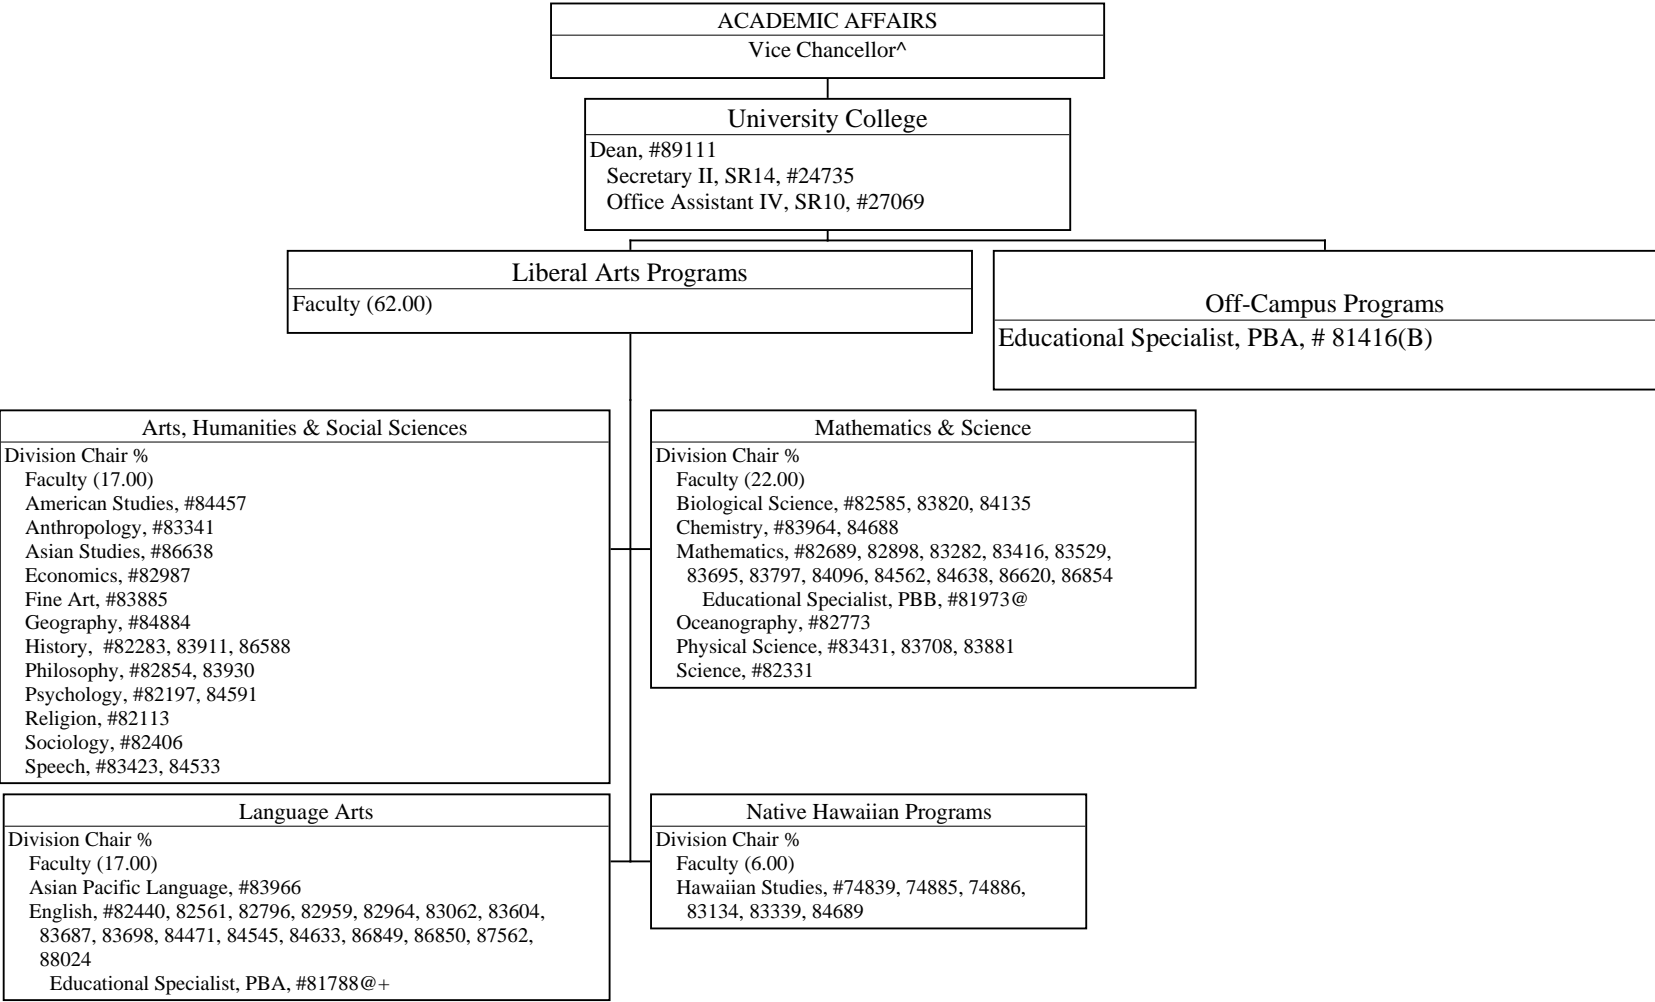 ACADEMIC AFFAIRS
Vice Chancellor^
University College
Dean, #89111
Secretary II, SR14, #24735
Office Assistant IV, SR10, #27069
Liberal Arts Programs
Faculty (62.00)
Off-Campus Programs
Educational Specialist, PBA, # 81416(B)
Arts, Humanities & Social Sciences
Division Chair %
Faculty (17.00)
American Studies, #84457
Anthropology, #83341
Asian Studies, #86638
Economics, #82987
Fine Art, #83885
Geography, #84884
History, #82283, 83911, 86588
Philosophy, #82854, 83930
Psychology, #82197, 84591
Religion, #82113
Sociology, #82406
Speech, #83423, 84533
Mathematics & Science
Division Chair %
Faculty (22.00)
Biological Science, #82585, 83820, 84135
Chemistry, #83964, 84688
Mathematics, #82689, 82898, 83282, 83416, 83529,
83695, 83797, 84096, 84562, 84638, 86620, 86854
Educational Specialist, PBB, #81973@
Oceanography, #82773
Physical Science, #83431, 83708, 83881
Science, #82331
Language Arts
Division Chair %
Faculty (17.00)
Asian Pacific Language, #83966
English, #82440, 82561, 82796, 82959, 82964, 83062, 83604,
83687, 83698, 84471, 84545, 84633, 86849, 86850, 87562,
88024
Educational Specialist, PBA, #81788@+
Native Hawaiian Programs
Division Chair %
Faculty (6.00)
Hawaiian Studies, #74839, 74885, 74886,
83134, 83339, 84689